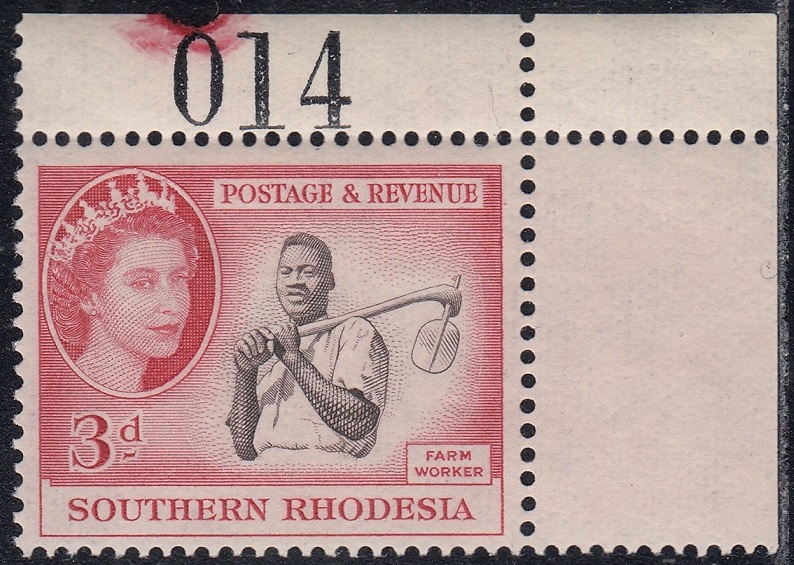 014
POSTAGE & REVENUE
3d
FARM
WORKER
SOUTHERN RHODESIA